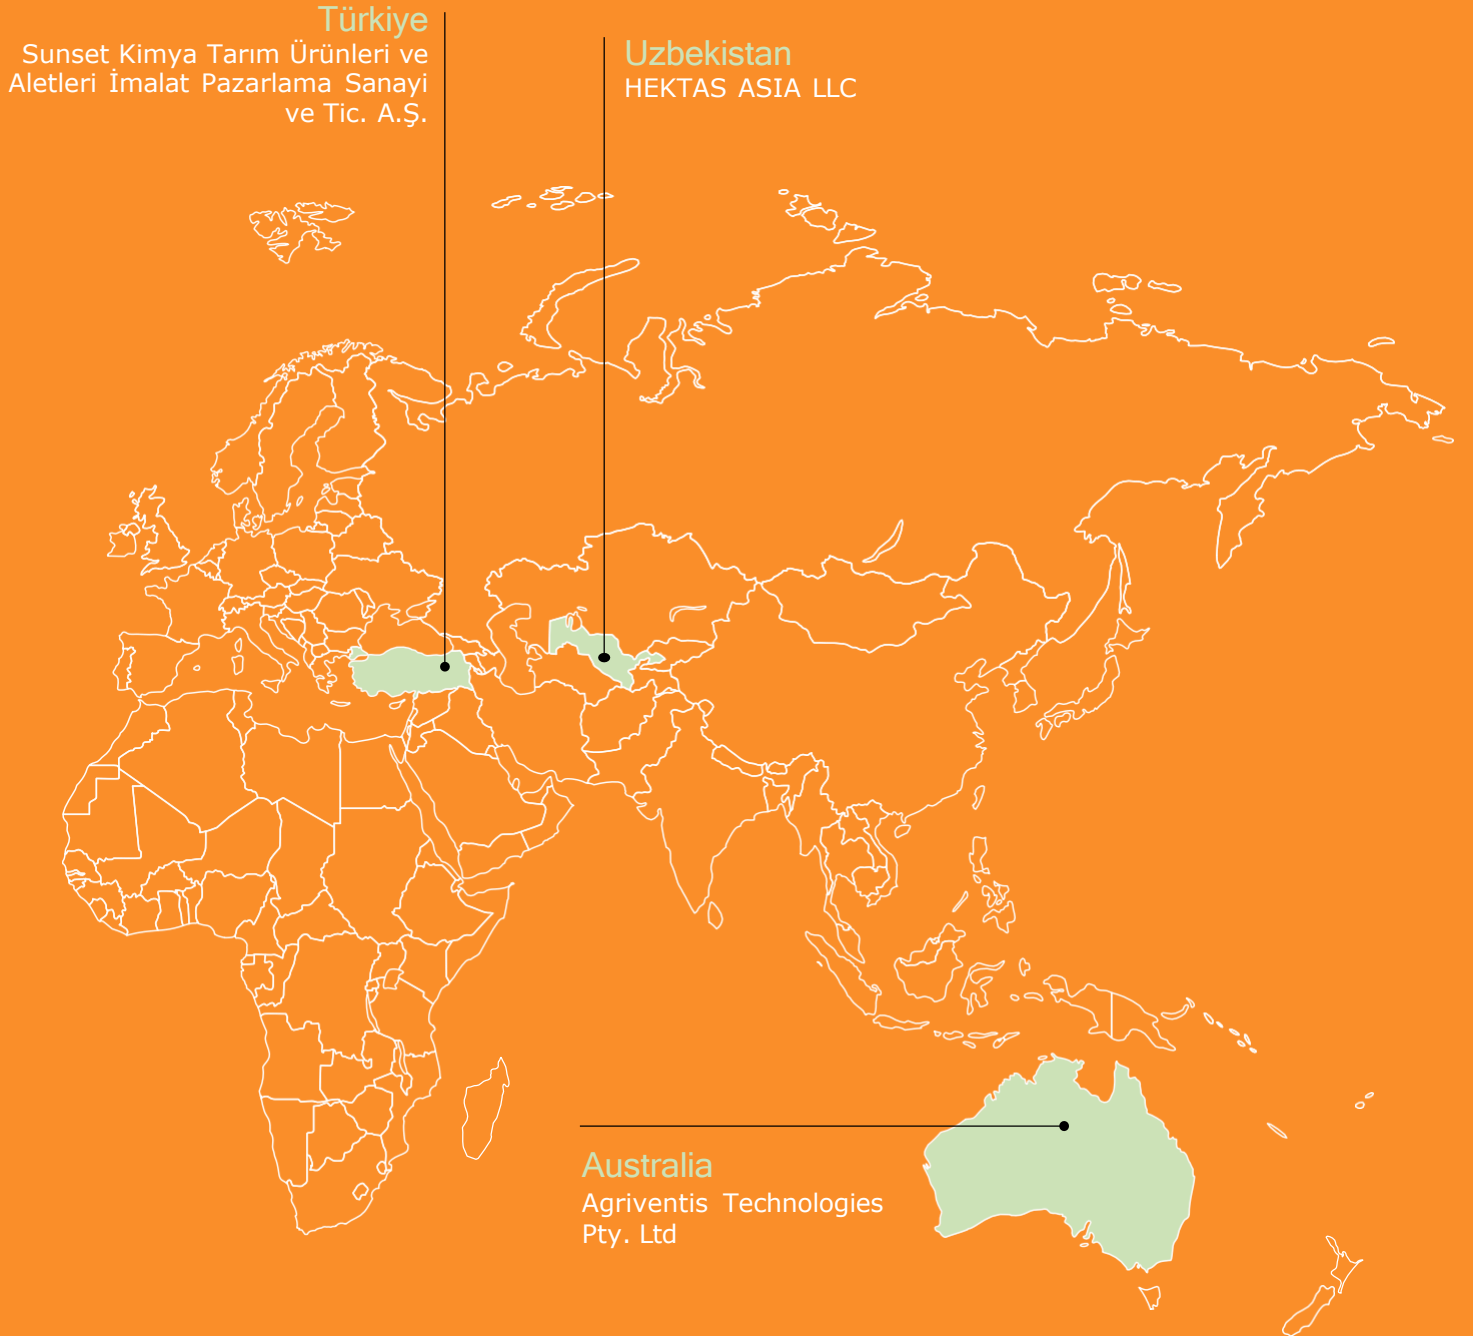 Türkiye
Sunset Kimya Tarım Ürünleri ve
Aletleri İmalat Pazarlama Sanayi
ve Tic. A.Ş.
Uzbekistan
HEKTAS ASIA LLC
Australia
Agriventis Technologies
Pty. Ltd